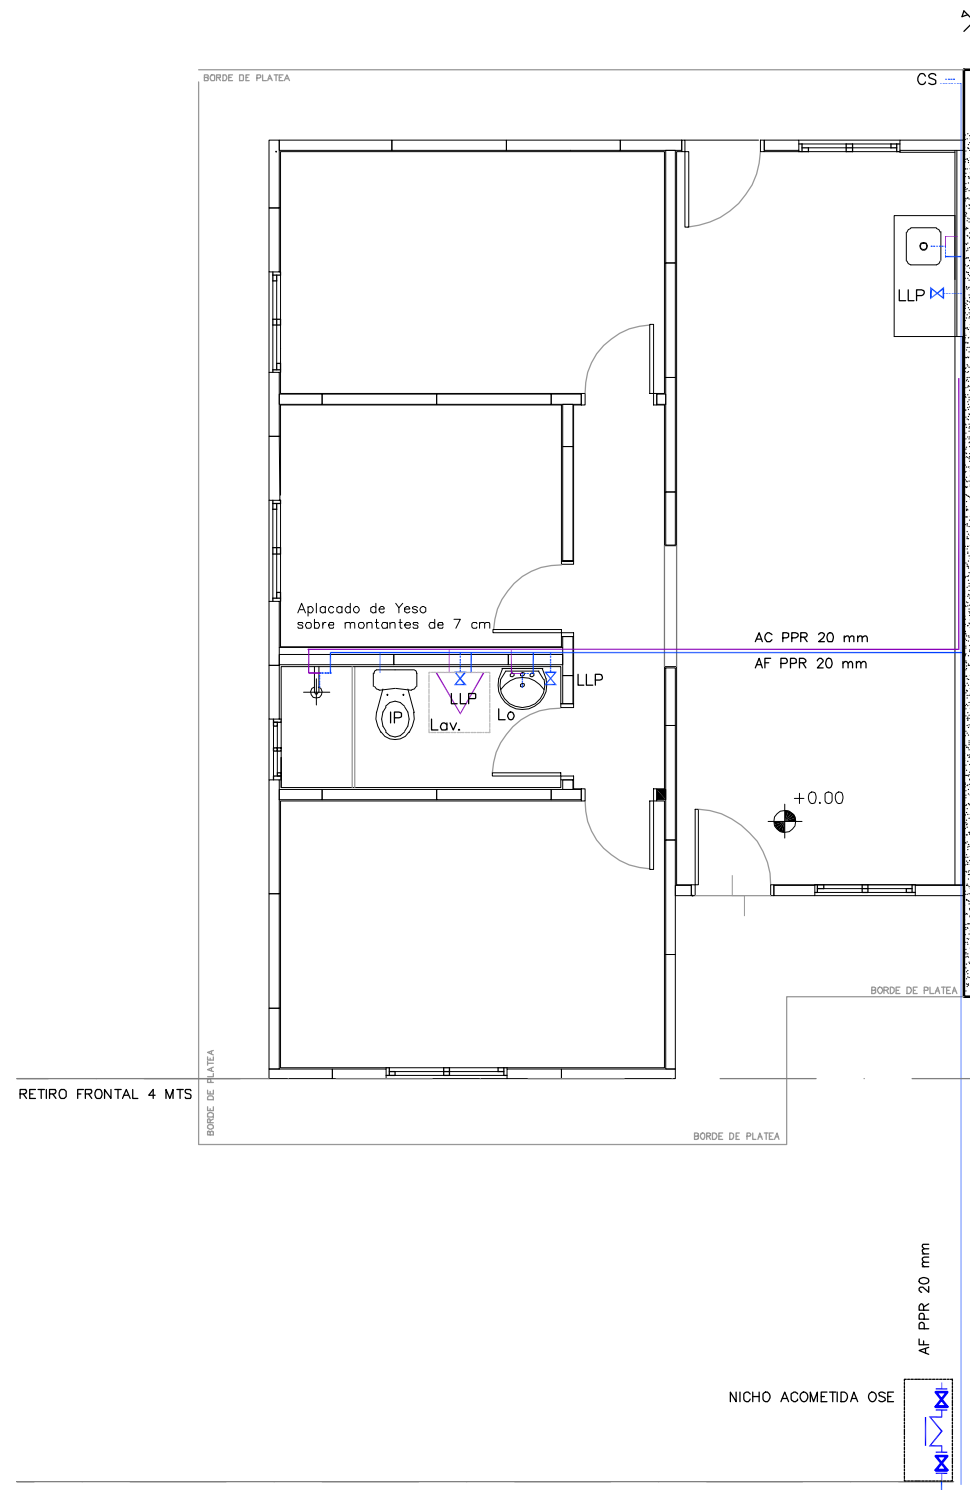 BORDE DE PLATEA
CS
LLP
Aplacado de Yeso
sobre montantes de 7 cm
AC PPR 20 mm
AF PPR 20 mm
LLP
LLP
IP
Lo
Lav.
+0.00
BORDE DE PLATEA
BORDE DE PLATEA
RETIRO FRONTAL 4 MTS
BORDE DE PLATEA
AF PPR 20 mm
NICHO ACOMETIDA OSE